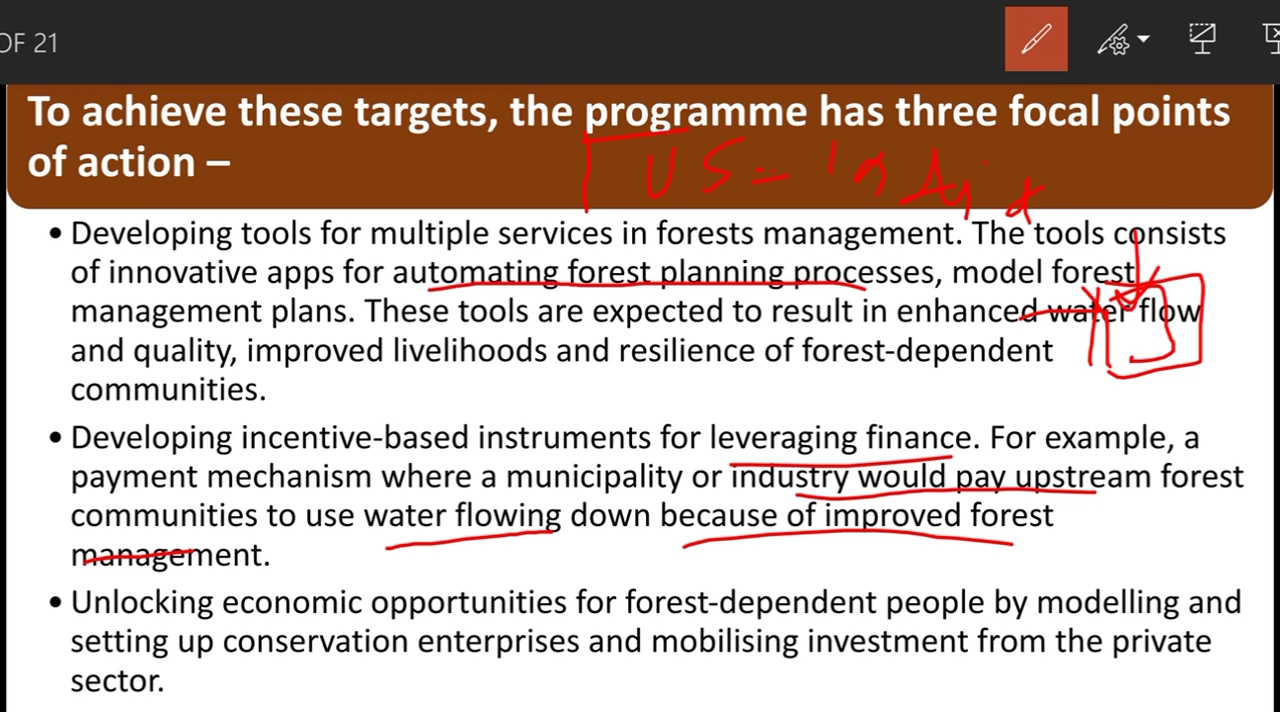 OF 21
To achieve these targets, the programme has three focal points
of action –
US =
• Developing tools for multiple services in forests management. The tools consists
of innovative apps for automating forest planning processes, model forest
management plans. These tools are expected to result in enhanced water flow
and quality, improved livelihoods and resilience of forest-dependent
communities.
• Developing incentive-based instruments for leveraging finance. For example, a
payment mechanism where a municipality or industry would pay upstream forest
communities to use water flowing down because of improved forest
management.
• Unlocking economic opportunities for forest-dependent people by modelling and
setting up conservation enterprises and mobilising investment from the private
sector.